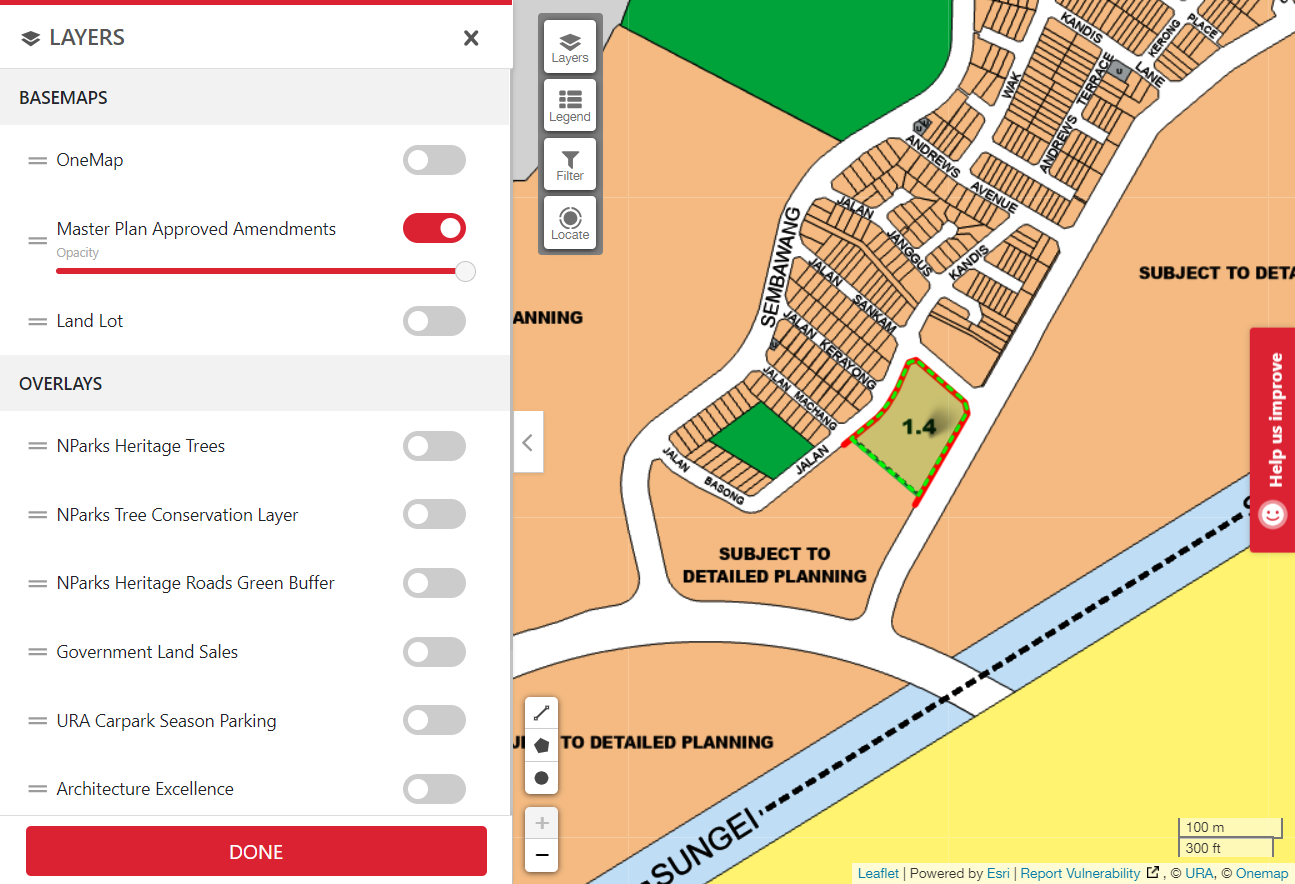 LAYERS
BASEMAPS
OneMap
Master Plan Approved Amendments
Opacity
Land Lot
OVERLAYS
NParks Heritage Trees
NParks Tree Conservation Layer
NParks Heritage Roads Green Buffer
Government Land Sales
URA Carpark Season Parking
Architecture Excellence
DONE
Layers
Legend
Filter
Locate
KANDIS
LANE
KERONG
PLACE
WAK
ANDREWS
TERRACE
U
ANDREWS
AVENUE
JALAN
JANGGUS
KANDIS
SEMBAWANG
JALAN
SANKAM
JALAN KERAYONG
JALAN MACHANG
JALAN
JALAN
BASONG
1.4
SUBJECT TO DETA
ANNING
SUBJECT TO
DETAILED PLANNING
TO DETAILED PLANNING
SUNGEI
Help us improve
100 m
300 ft
Leaflet | Powered by Esri | Report Vulnerability , © URA, © Onemap